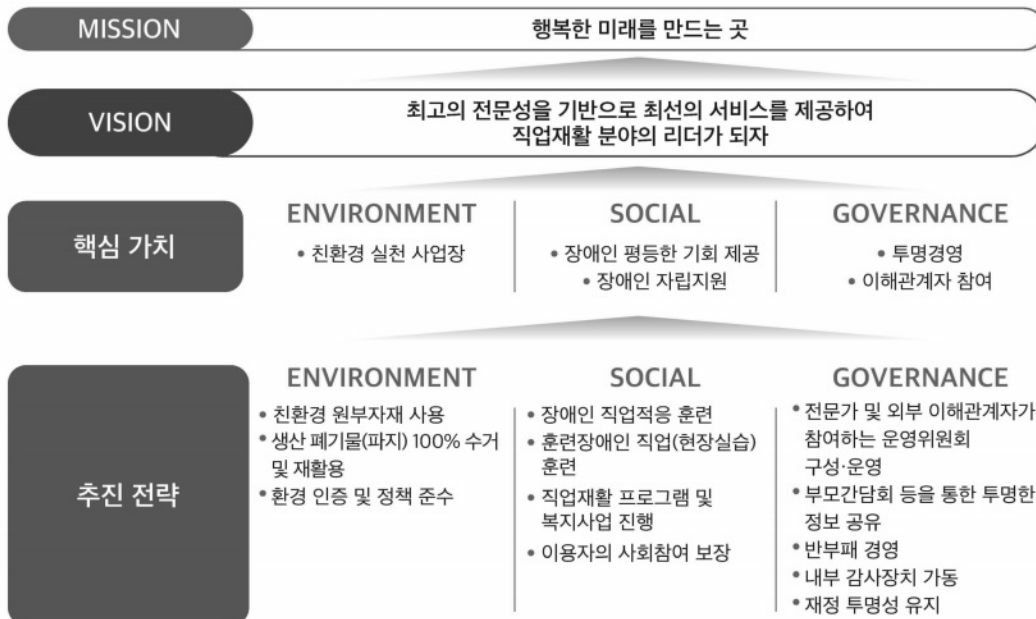 MISSION
행복한 미래를 만드는 곳
VISION
최고의 전문성을 기반으로 최선의 서비스를 제공하여
직업재활 분야의 리더가 되자
핵심 가치
ENVIRONMENT
• 친환경 실천 사업장
SOCIAL
• 장애인 평등한 기회 제공
• 장애인 자립지원
GOVERNANCE
• 투명경영
• 이해관계자 참여
추진 전략
ENVIRONMENT
• 친환경 원부자재 사용
• 생산 폐기물(파지) 100% 수거
및 재활용
• 환경 인증 및 정책 준수
SOCIAL
• 장애인 직업적응 훈련
• 훈련장애인 직업(현장실습)
훈련
• 직업재활 프로그램 및
복지사업 진행
• 이용자의 사회참여 보장
GOVERNANCE
• 전문가 및 외부 이해관계자가
참여하는 운영위원회
구성·운영
• 부모간담회 등을 통한 투명한
정보 공유
• 반부패 경영
• 내부 감사장치 가동
• 재정 투명성 유지